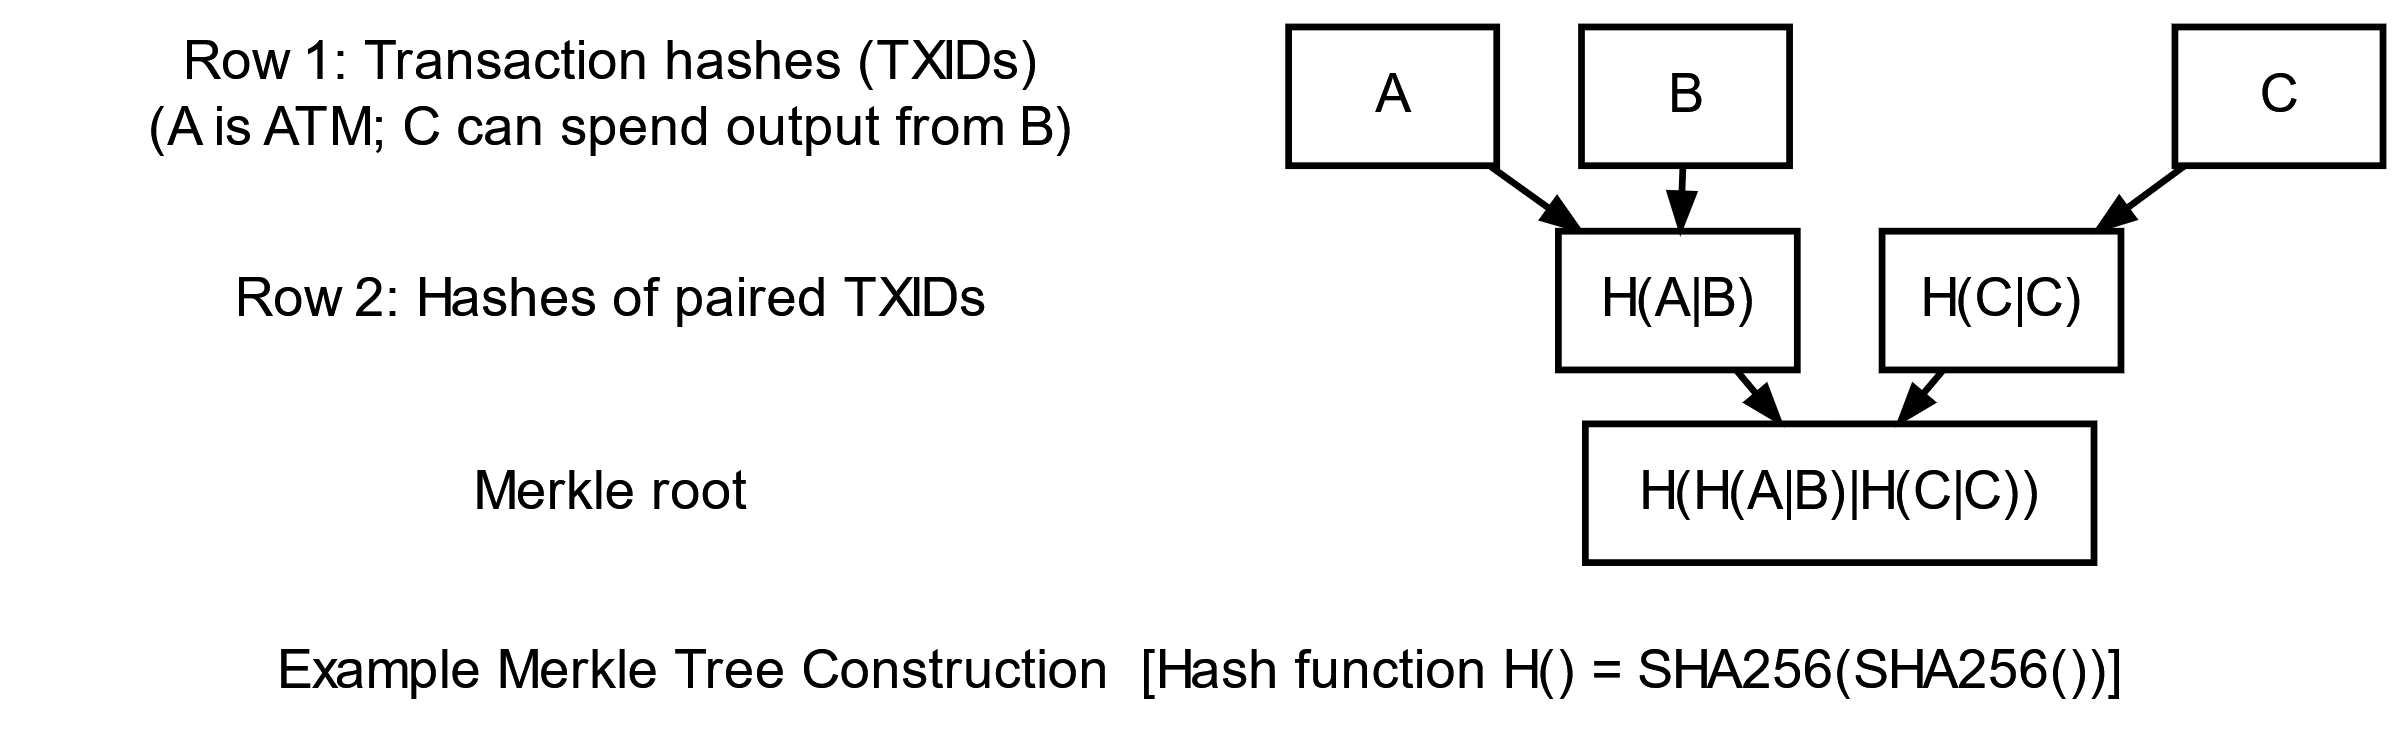 Row 1: Transaction hashes (TXIDs)
(A is ATM; C can spend output from B)
A
B
C
Row 2: Hashes of paired TXIDs
H(A|B)
H(C|C)
Merkle root
H(H(A|B)|H(C|C))
Example Merkle Tree Construction [Hash function H() = SHA256(SHA256())]